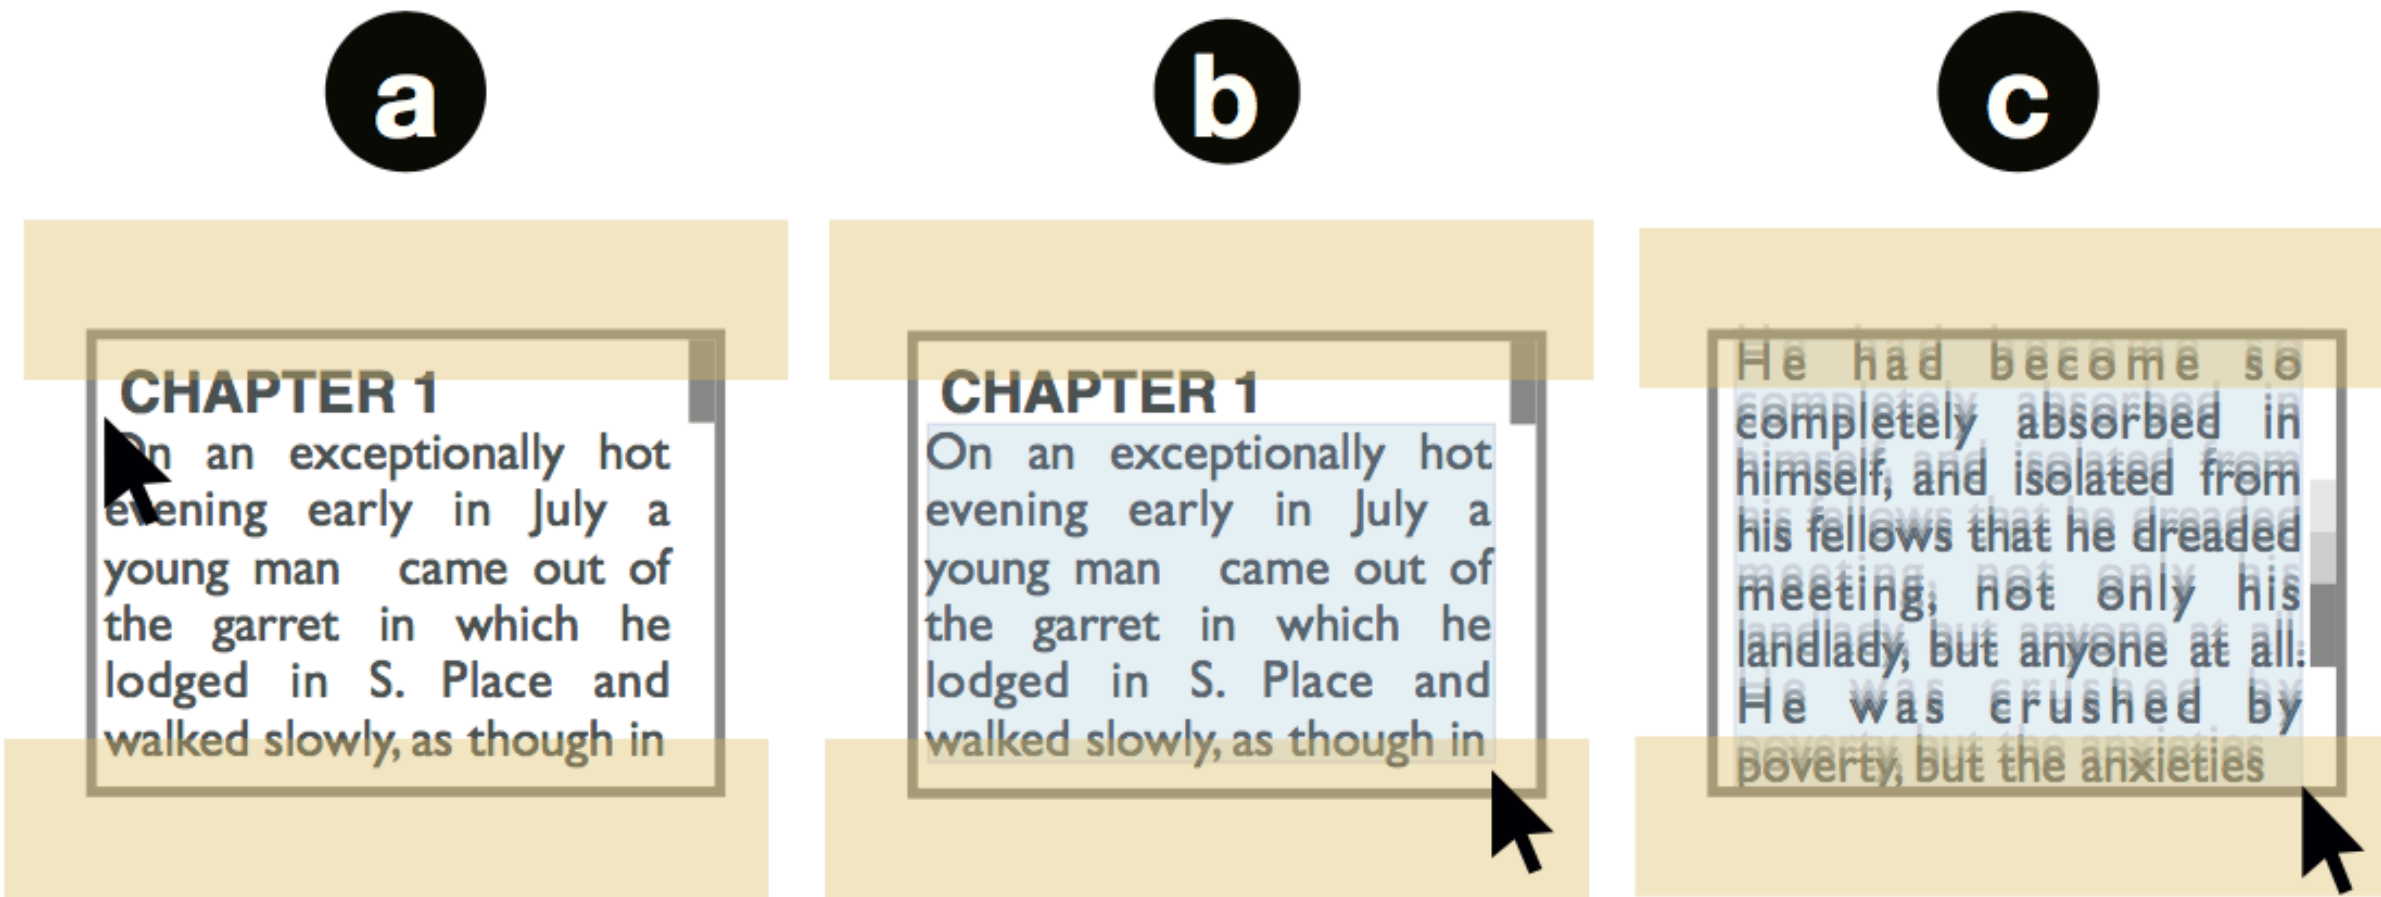 a
b
c
CHAPTER 1
On an exceptionally hot
evening early in July a
young man came out of
the garret in which he
lodged in S. Place and
walked slowly, as though in
CHAPTER 1
On an exceptionally hot
evening early in July a
young man came out of
the garret in which he
lodged in S. Place and
walked slowly, as though in
He had become so
completely absorbed in
himself, and isolated from
his fellows that he dreaded
meeting, not only his
landlady, but anyone at all.
He was crushed by
poverty, but the anxieties